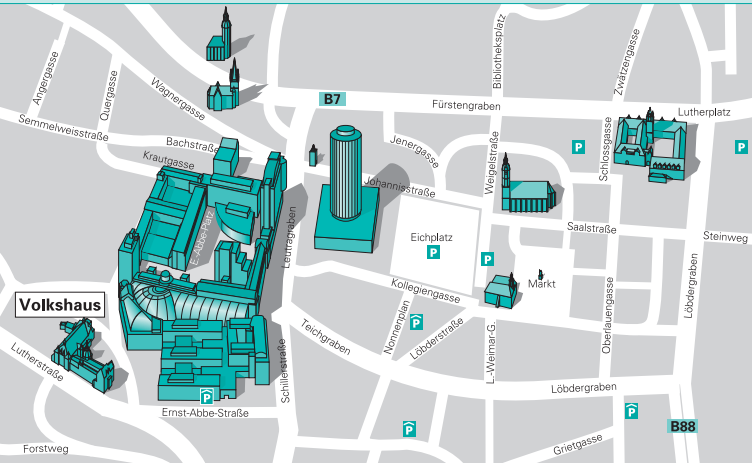 Angergasse
Quergasse
Wagnergasse
Bibliotheksplatz
Zwätzengasse
B7
Fürstengraben
Lutherplatz
Semmelweisstraße
Bachstraße
Krautgasse
Jenergasse
Weigelstraße
P
Schlossgasse
P
Johannisstraße
E.-Abbe-Platz
Leutragraben
Eichplatz
P
P
Saalstraße
Steinweg
Markt
Kollegiengasse
Volkshaus
Nonnenplan
P
Löbderstraße
Oberlauengasse
Löbdergraben
Teichgraben
Lutherstraße
Schillerstraße
L.-Weimar-G.
Löbdergraben
P
Ernst-Abbe-Straße
P
P
B88
Grietgasse
Forstweg